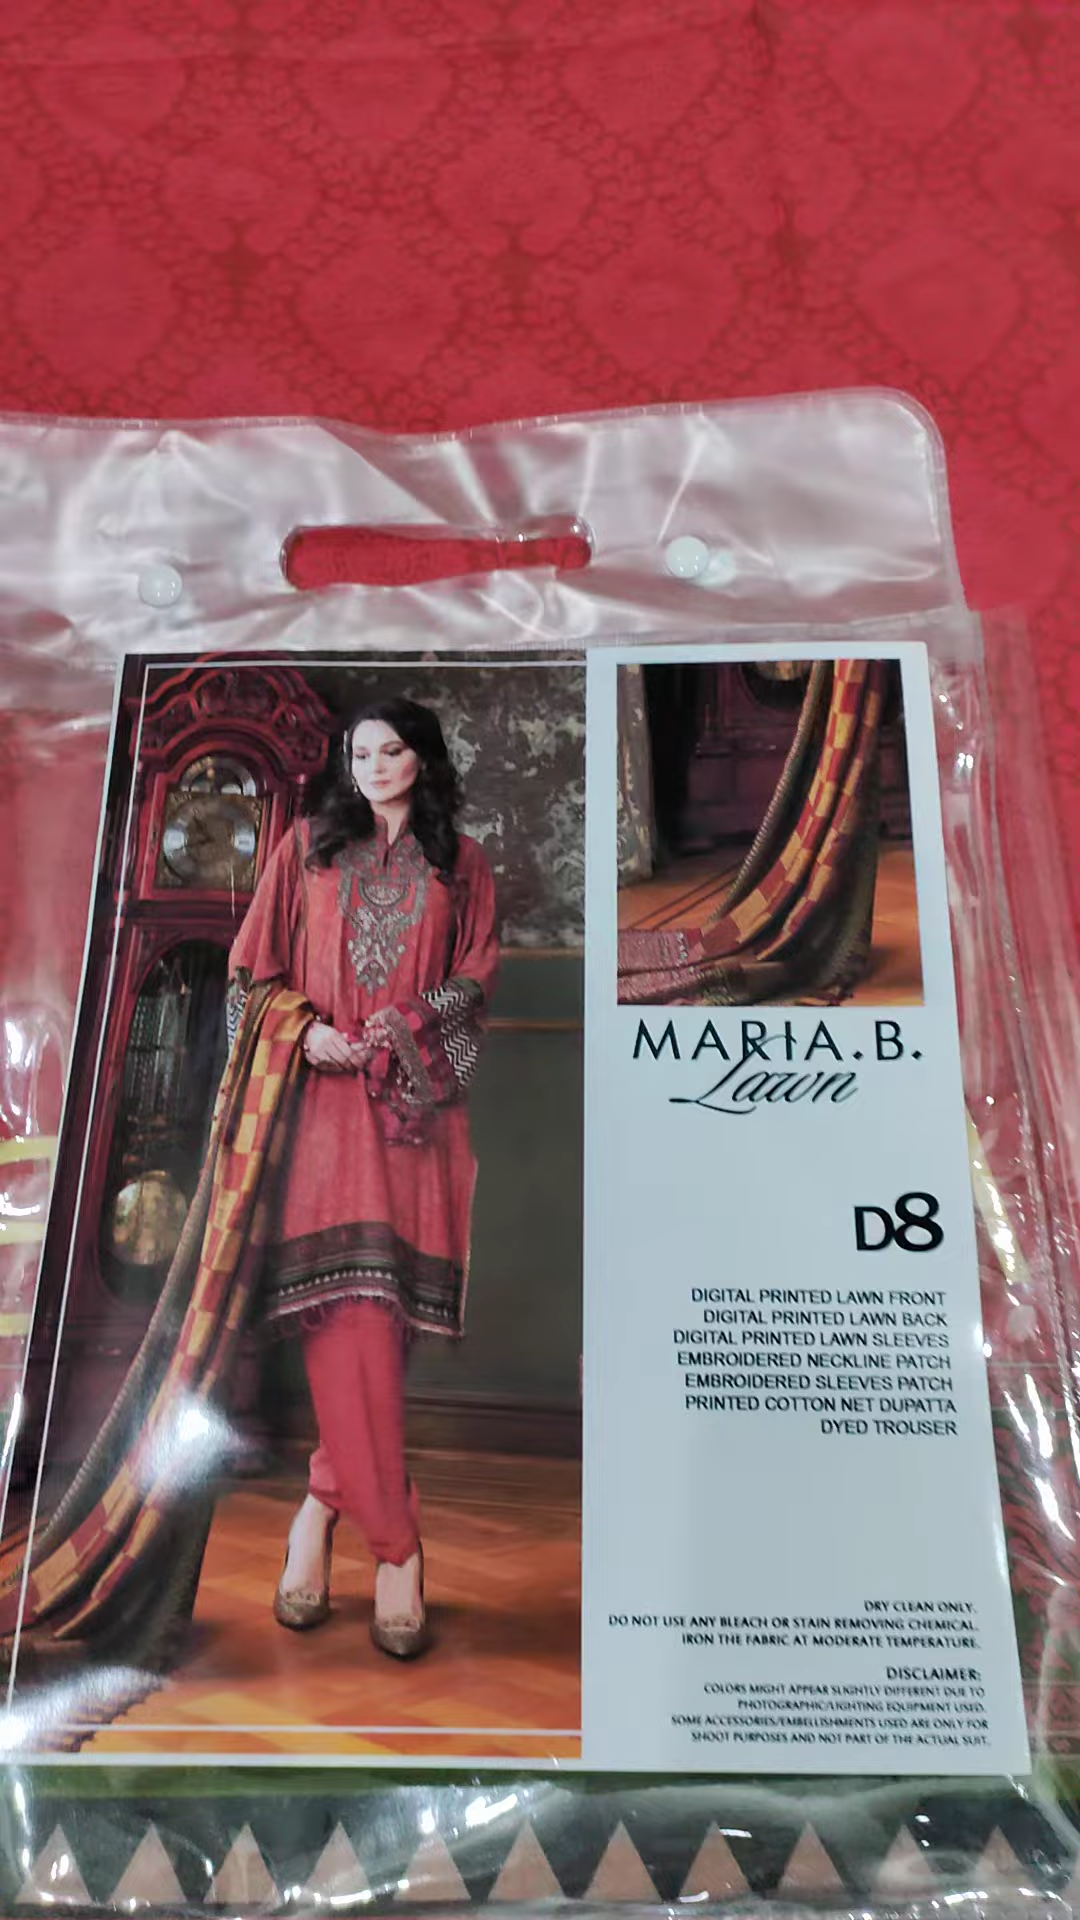 MARIA.B.
Lawn
D8
DIGITAL PRINTED LAWN FRONT
DIGITAL PRINTED LAWN BACK
DIGITAL PRINTED LAWN SLEEVES
EMBROIDERED NECKLINE PATCH
EMBROIDERED SLEEVES PATCH
PRINTED COTTON NET DUPATTA
DYED TROUSER
DRY CLEAN ONLY.
DO NOT USE ANY BLEACH OR STAIN REMOVING CHEMICAL.
IRON THE FABRIC AT MODERATE TEMPERATURE.
DISCLAIMER:
COLORS MIGHT APPEAR SLIGHTLY DIFFERENT DUE TO
PHOTOGRAPHIC/LIGHTING EQUIPMENT USED.
SOME ACCESSORIES/EMBELLISHMENTS USED ARE ONLY FOR
SHOOT PURPOSES AND NOT PART OF THE ACTUAL SUIT.